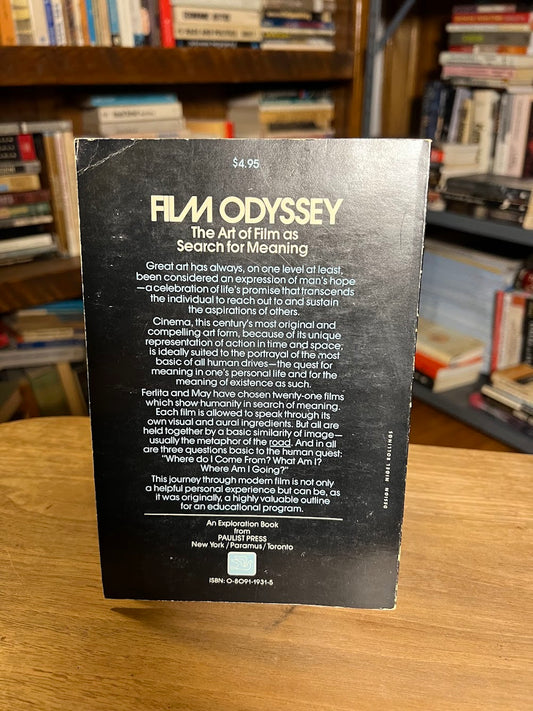 $4.95
FILM ODYSSEY
The Art of Film as
Search for Meaning
Great art has always, on one level at least,
been considered an expression of man's hope
—a celebration of life's promise that transcends
the individual to reach out to and sustain
the aspirations of others.
Cinema, this century's most original and
compelling art form, because of its unique
representation of action in time and space,
is ideally suited to the portrayal of the most
basic of all human drives—the quest for
meaning in one's personal life and for the
meaning of existence as such.
Ferlita and May have chosen twenty-one films
which show humanity in search of meaning.
Each film is allowed to speak through its
own visual and aural ingredients. But all are
held together by a basic similarity of image—
usually the metaphor of the road. And in all
are three questions basic to the human quest:
"Where do I Come From? What Am I?
Where Am I Going?"
This journey through modern film is not only
a helpful personal experience but can be, as
it was originally, a highly valuable outline
for an educational program.
An Exploration Book
from
PAULIST PRESS
New York / Paramus / Toronto
ISBN: 0-8091-1931-5
DESIGN: MIDEL BOLLINDS